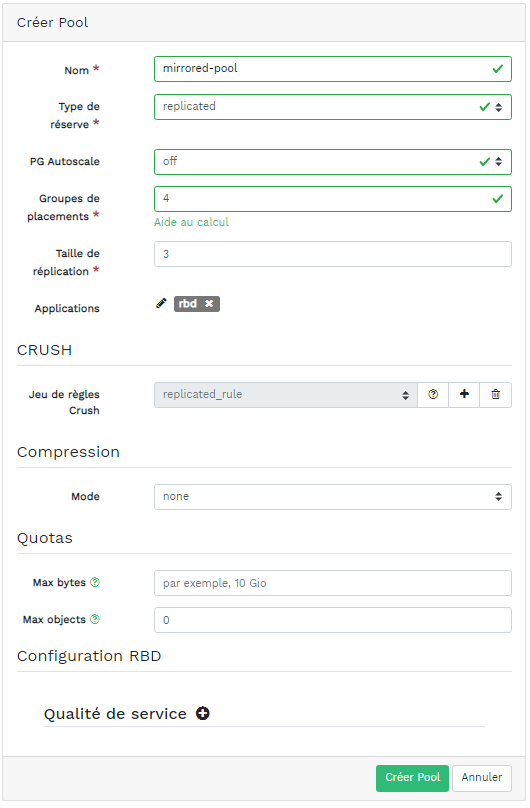 Créer Pool
Nom *
mirrored-pool
Type de
réserve *
replicated
PG Autoscale
off
Groupes de
placements *
4
Aide au calcul
Taille de
réplication *
3
Applications
rbd ✖
CRUSH
Jeu de règles
Crush
replicated_rule
Compression
Mode
none
Quotas
Max bytes
par exemple, 10 Gio
Max objects
0
Configuration RBD
Qualité de service
Créer Pool
Annuler